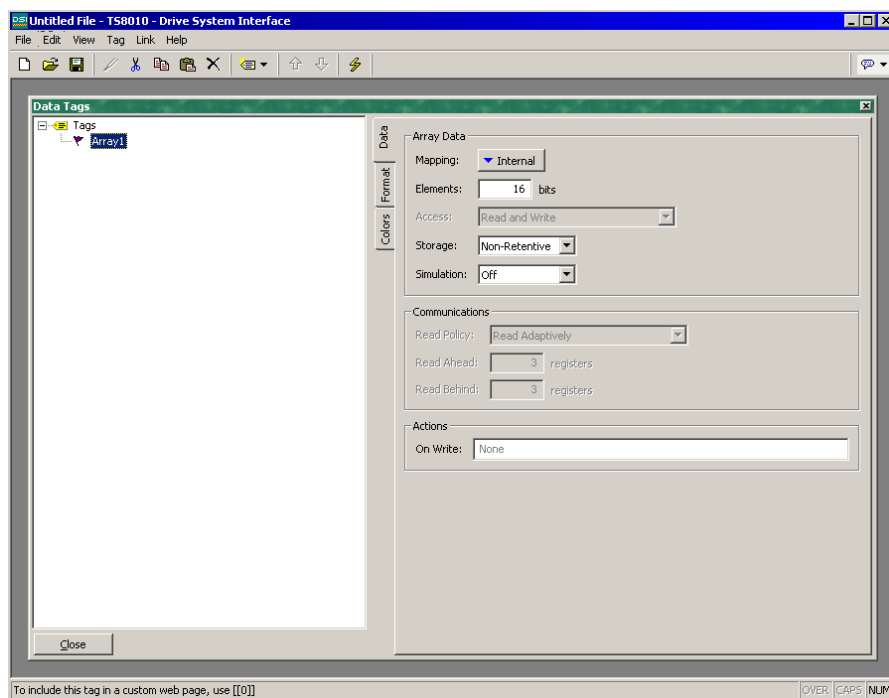 DSI Untitled File - TS8010 - Drive System Interface
File Edit View Tag Link Help
Data Tags
Tags
Array1
Data
Format
Colors
Array Data
Mapping: Internal
Elements: 16 bits
Access: Read and Write
Storage: Non-Retentive
Simulation: Off
Communications
Read Policy: Read Adaptively
Read Ahead: 3 registers
Read Behind: 3 registers
Actions
On Write: None
Close
To include this tag in a custom web page, use [[0]] OVER CAPS NUM